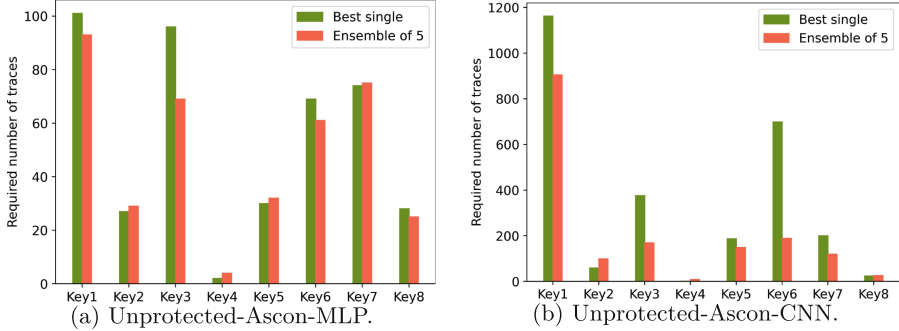 Required number of traces
100
80
60
40
20
0
Best single
Ensemble of 5
Key1 Key2 Key3 Key4 Key5 Key6 Key7 Key8
(a) Unprotected-Ascon-MLP.
Required number of traces
1200
1000
800
600
400
200
0
Best single
Ensemble of 5
Key1 Key2 Key3 Key4 Key5 Key6 Key7 Key8
(b) Unprotected-Ascon-CNN.